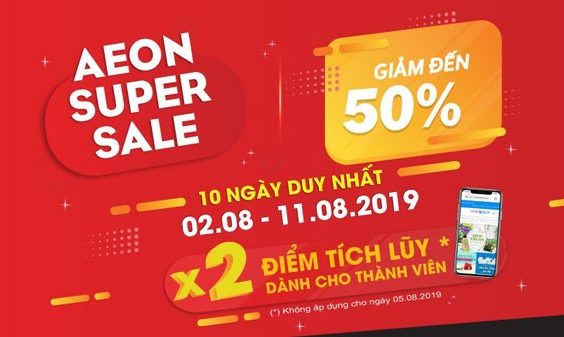 AEON
SUPER
SALE
GIẢM ĐẾN
50%
10 NGÀY DUY NHẤT
02.08 - 11.08.2019
x2 ĐIỂM TÍCH LŨY *
DÀNH CHO THÀNH VIÊN
(*) Không áp dụng cho ngày 05.08.2019